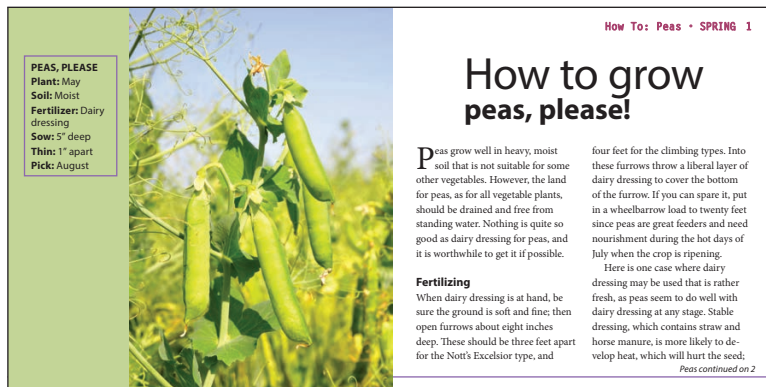 How To: Peas • SPRING 1
PEAS, PLEASE
Plant: May
Soil: Moist
Fertilizer: Dairy
dressing
Sow: 5" deep
Thin: 1" apart
Pick: August
How to grow
peas, please!
Peas grow well in heavy, moist
soil that is not suitable for some
other vegetables. However, the land
for peas, as for all vegetable plants,
should be drained and free from
standing water. Nothing is quite so
good as dairy dressing for peas, and
it is worthwhile to get it if possible.
Fertilizing
When dairy dressing is at hand, be
sure the ground is soft and fine; then
open furrows about eight inches
deep. These should be three feet apart
for the Nott's Excelsior type, and
four feet for the climbing types. Into
these furrows throw a liberal layer of
dairy dressing to cover the bottom
of the furrow. If you can spare it, put
in a wheelbarrow load to twenty feet
since peas are great feeders and need
nourishment during the hot days of
July when the crop is ripening.
Here is one case where dairy
dressing may be used that is rather
fresh, as peas seem to do well with
dairy dressing at any stage. Stable
dressing, which contains straw and
horse manure, is more likely to de-
velop heat, which will hurt the seed;
Peas continued on 2